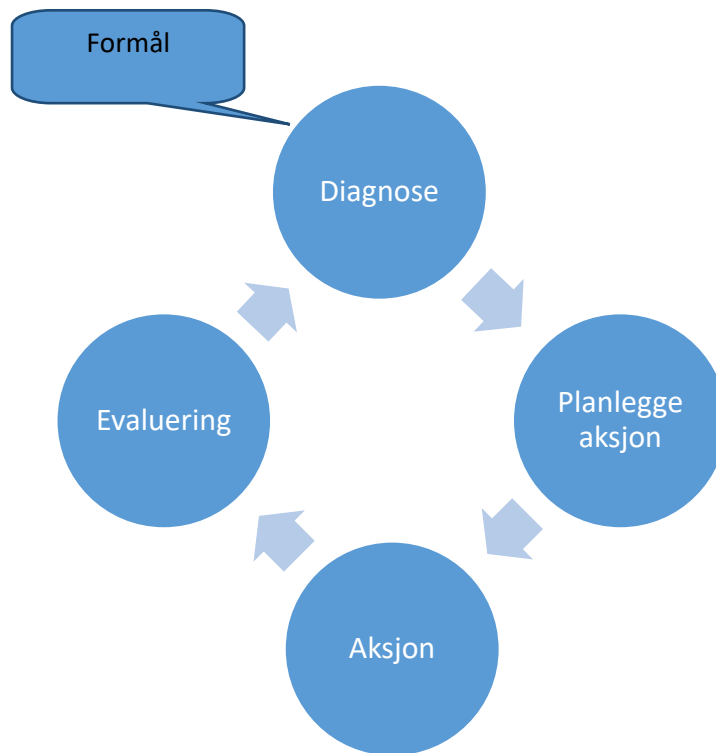 Formål
Diagnose
Planlegge
aksjon
Evaluering
Aksjon